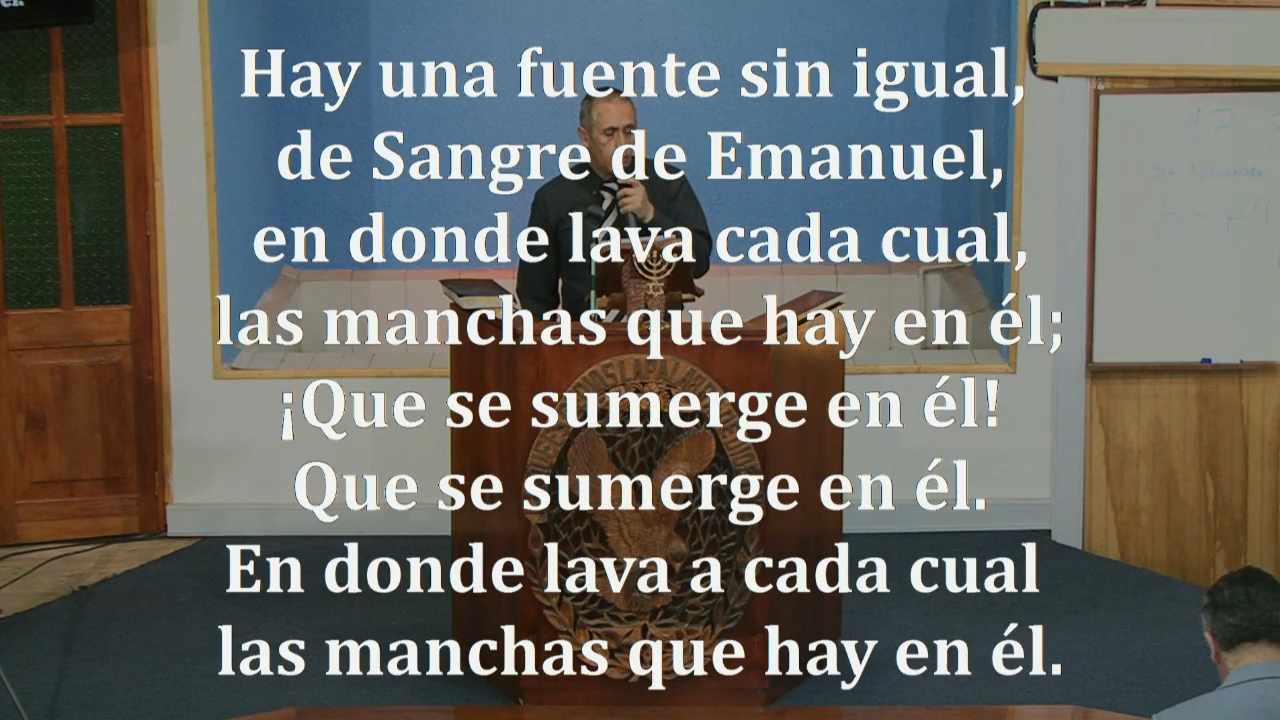 Hay una fuente sin igual,
de Sangre de Emanuel,
en donde lava cada cual,
las manchas que hay en él;
¡Que se sumerge en él!
Que se sumerge en él.
En donde lava a cada cual
las manchas que hay en él.